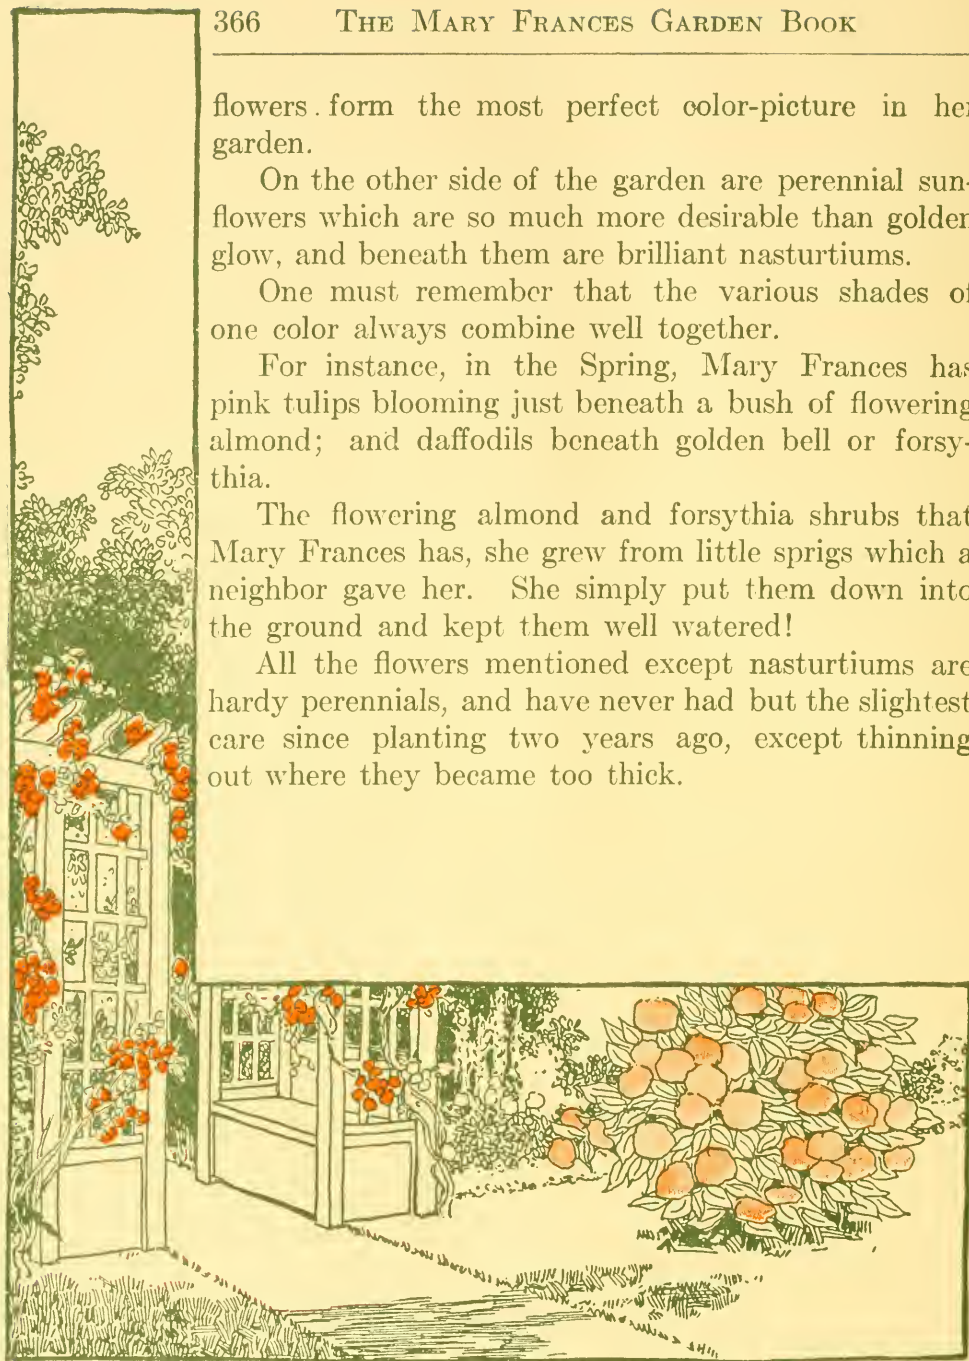 366 THE MARY FRANCES GARDEN BOOK
flowers . form the most perfect color-picture in her
garden.
On the other side of the garden are perennial sun-
flowers which are so much more desirable than golden
glow, and beneath them are brilliant nasturtiums.
One must remember that the various shades of
one color always combine well together.
For instance, in the Spring, Mary Frances has
pink tulips blooming just beneath a bush of flowering
almond; and daffodils beneath golden bell or forsy-
thia.
The flowering almond and forsythia shrubs that
Mary Frances has, she grew from little sprigs which a
neighbor gave her. She simply put them down into
the ground and kept them well watered!
All the flowers mentioned except nasturtiums are
hardy perennials, and have never had but the slightest
care since planting two years ago, except thinning
out where they became too thick.